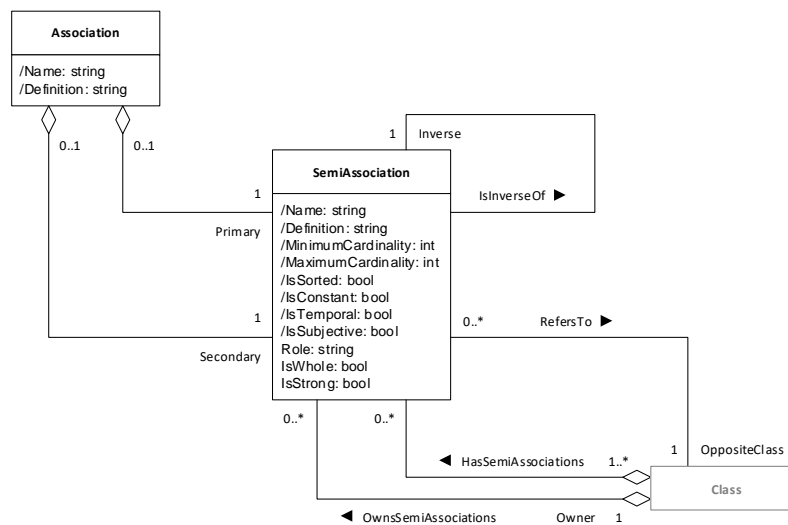 Association
/Name: string
/Definition: string
0..1
0..1
1
Inverse
SemiAssociation
1
IsInverseOf ►
Primary
/Name: string
/Definition: string
/MinimumCardinality: int
/MaximumCardinality: int
/IsSorted: bool
/IsConstant: bool
/IsTemporal: bool
/IsSubjective: bool
Role: string
IsWhole: bool
IsStrong: bool
1
Secondary
0..*
RefersTo ►
0..*
0..*
1
OppositeClass
◄ HasSemiAssociations
1..*
Class
◄ OwnsSemiAssociations
Owner
1